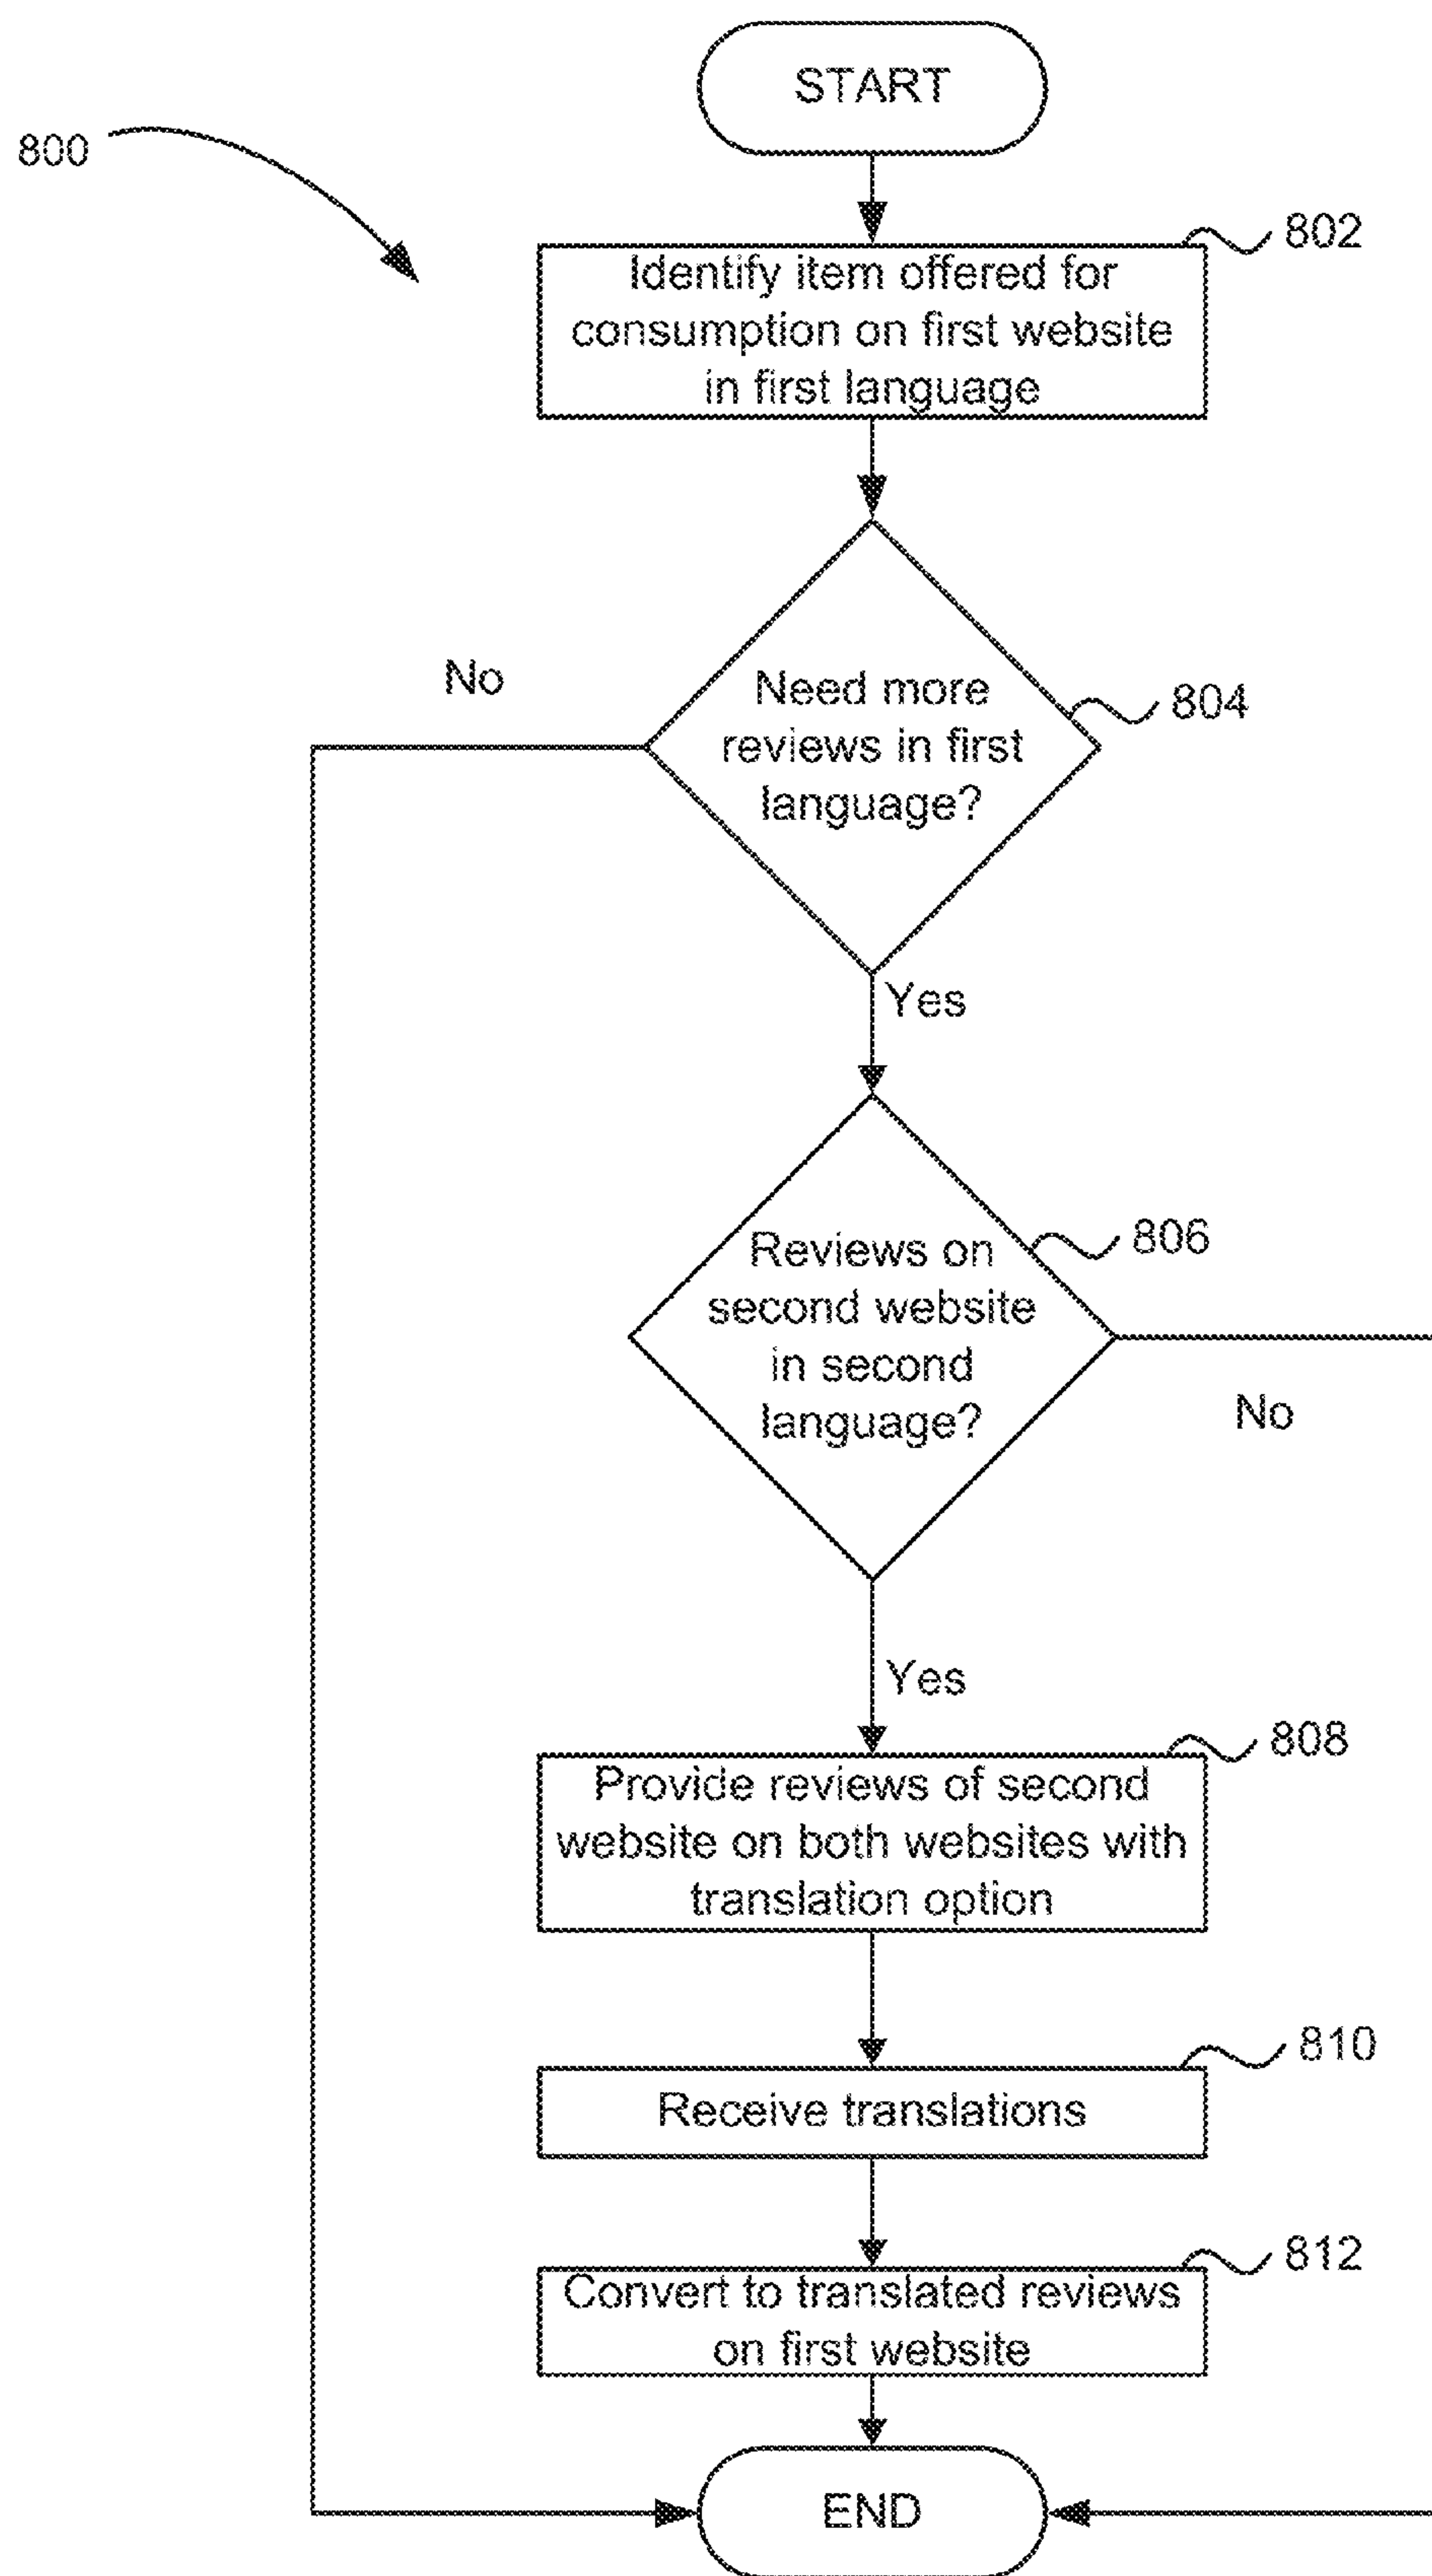 START
800
802
Identify item offered for
consumption on first website
in first language
No
Need more
reviews in first
language?
804
Yes
Reviews on
second website
in second
language?
806
No
Yes
808
Provide reviews of second
website on both websites with
translation option
810
Receive translations
812
Convert to translated reviews
on first website
END